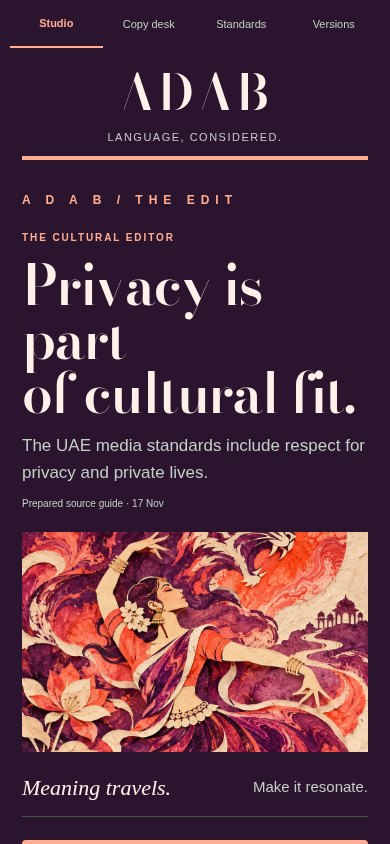 Studio
Copy desk
Standards
Versions
ADAB
LANGUAGE, CONSIDERED.
A D A B / THE EDIT
THE CULTURAL EDITOR
Privacy is
part
of cultural fit.
The UAE media standards include respect for
privacy and private lives.
Prepared source guide · 17 Nov
Meaning travels.
Make it resonate.